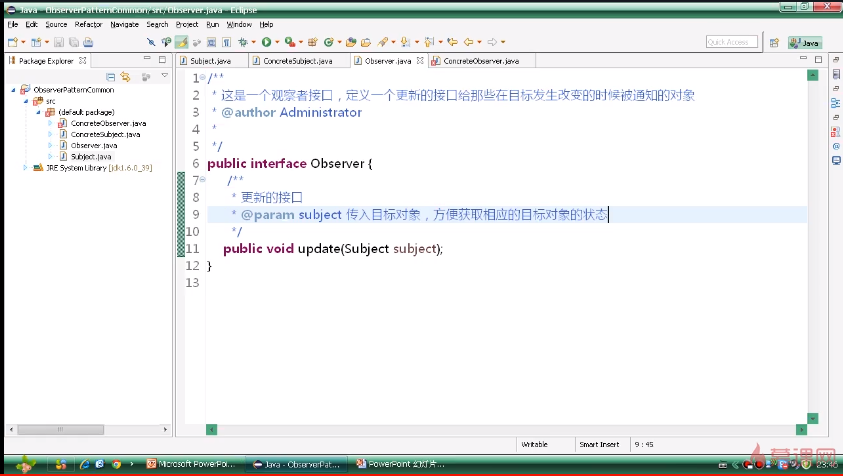 Java - ObserverPatternCommon/src/Observer.java - Eclipse
File Edit Source Refactor Navigate Search Project Run Window Help
Quick Access
Java
Package Explorer
Subject.java ConcreteSubject.java Observer.java ConcreteObserver.java
ObserverPatternCommon
src
(default package)
ConcreteObserver.java
ConcreteSubject.java
Observer.java
Subject.java
JRE System Library [jdk1.6.0_39]
1 /**
2 * 这是一个观察者接口，定义一个更新的接口给那些在目标发生改变的时候被通知的对象
3 * @author Administrator
4 *
5 */
6 public interface Observer {
7 /**
8 * 更新的接口
9 * @param subject 传入目标对象，方便获取相应的目标对象的状态
10 */
11 public void update(Subject subject);
12 }
13
Writable Smart Insert 9 : 45
Microsoft PowerPoi... Java - ObserverPat... PowerPoint 幻灯片...
慕课网
23:46